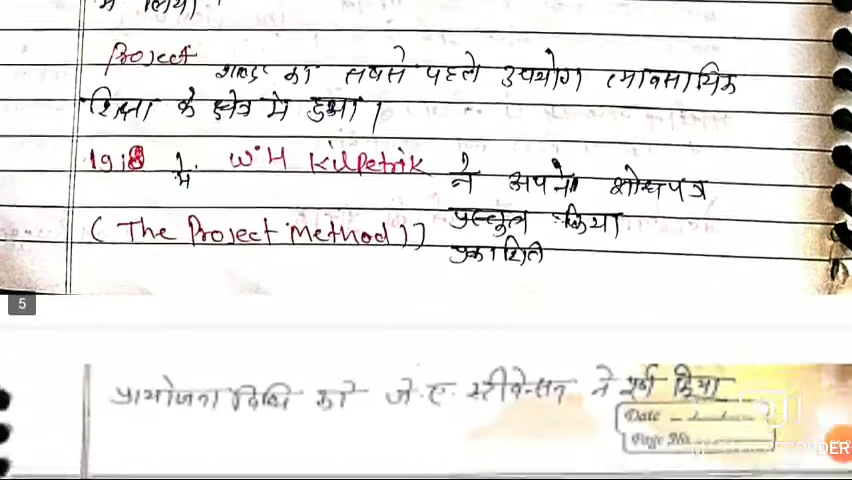 में लिया।
Project शब्द का सबसे पहले उपयोग व्यावसायिक
शिक्षा के क्षेत्र में हुआ।
1918 में W.H Kilpetrik ने अपने शोधपत्र
(The Project Method)) प्रस्तुत किया
प्रकाशित
5
प्रायोजना विधि को जे. ए. स्टीवेन्सन ने पूर्ण किया
Date
Page No.